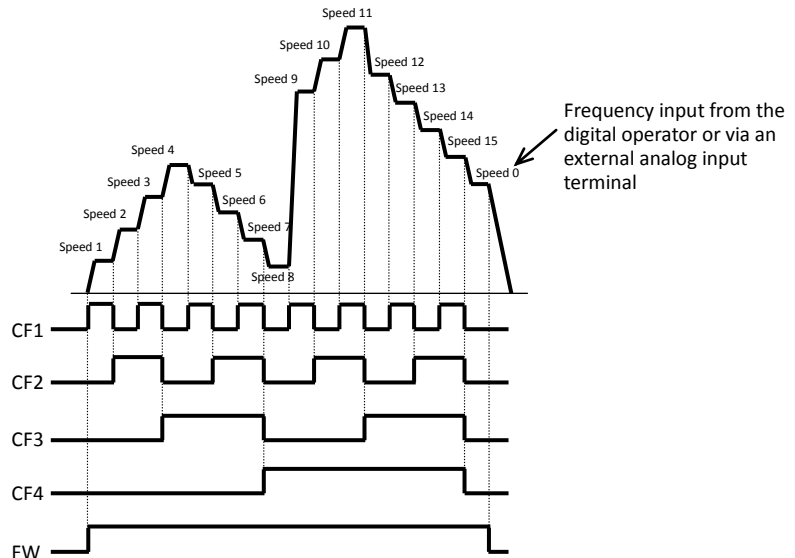 Speed 11
Speed 10
Speed 12
Speed 9
Speed 13
Speed 14
Speed 15
Speed 0
Frequency input from the
digital operator or via an
external analog input
terminal
Speed 4
Speed 5
Speed 3
Speed 6
Speed 2
Speed 7
Speed 1
Speed 8
CF1
CF2
CF3
CF4
FW